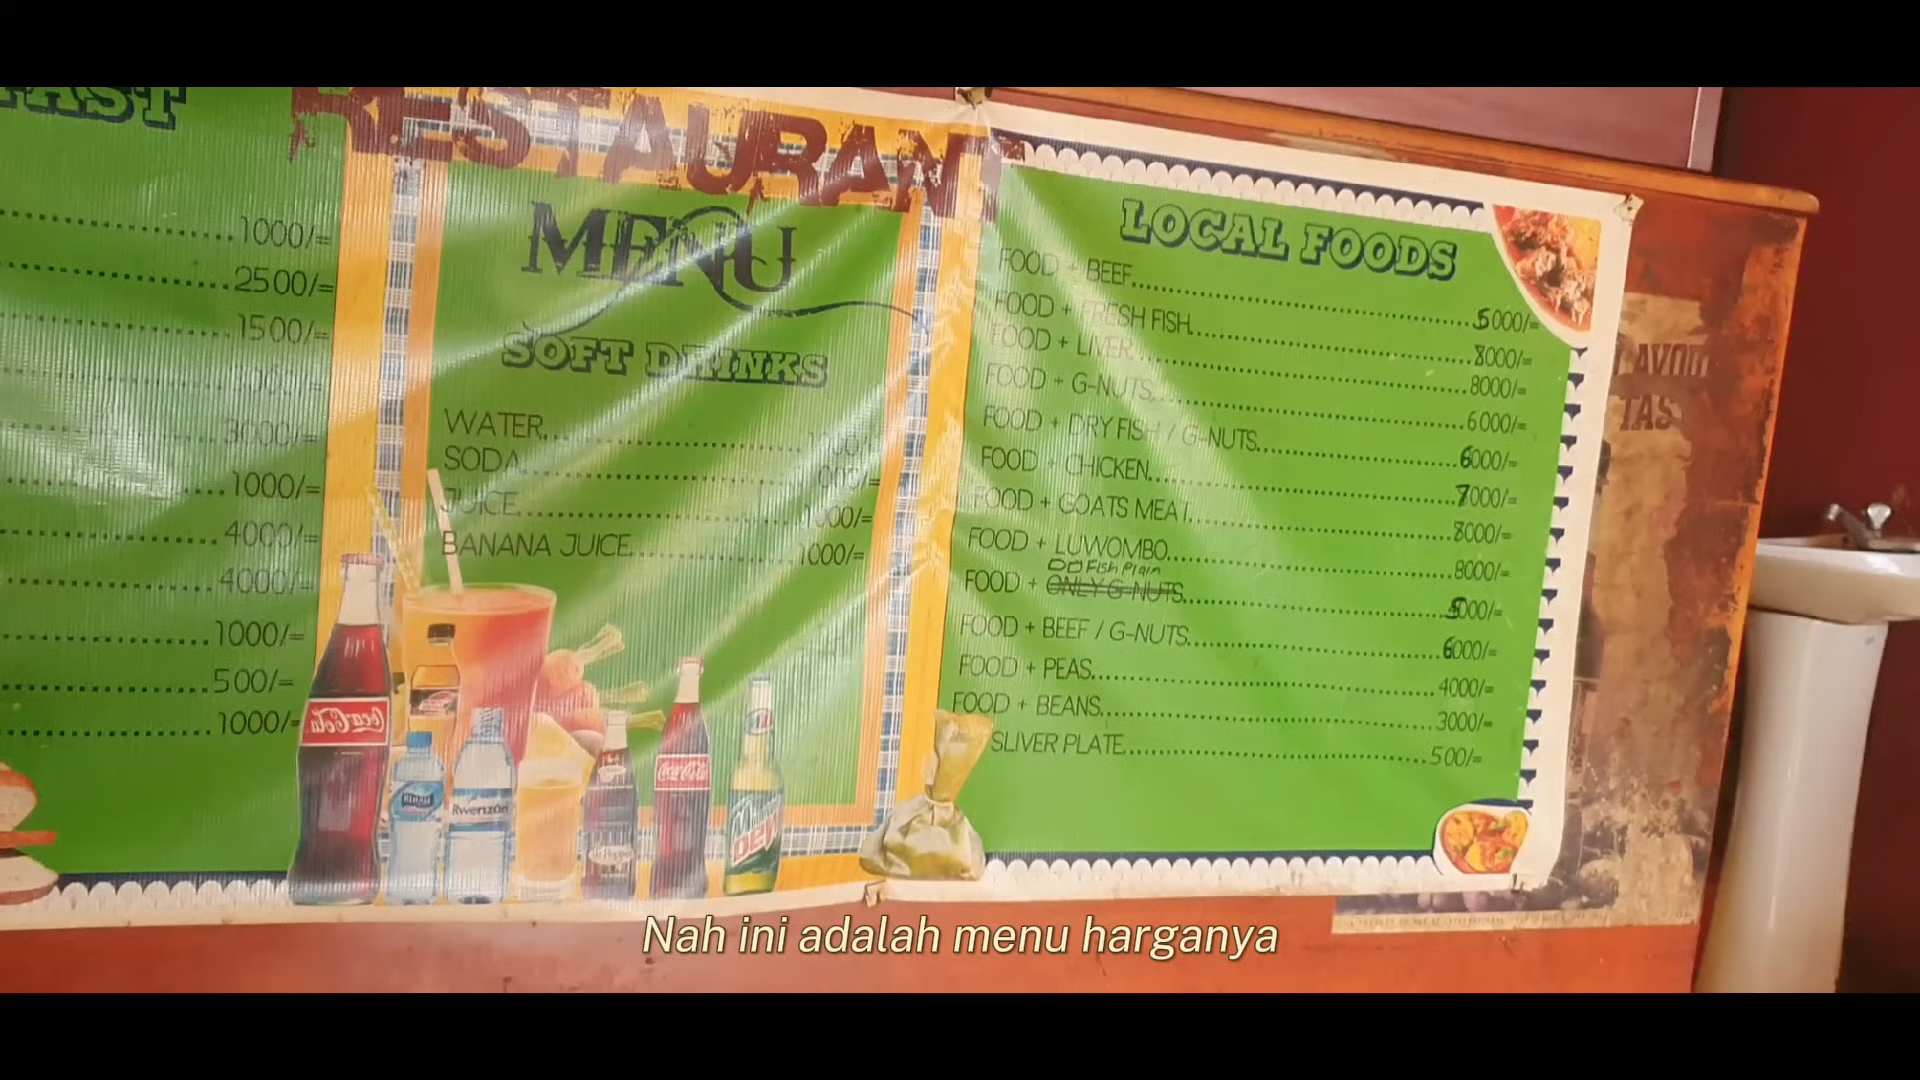 RESTAURANT
1000/=
2500/=
1500/=
3000/=
1000/=
4000/=
4000/=
1000/=
500/=
1000/=
MENU
SOFT DRINKS
WATER
SODA
JUICE 1000/=
BANANA JUICE 1000/=
Coca-Cola
Rwenzori
Coca-Cola
Dew
LOCAL FOODS
FOOD + BEEF 5000/=
FOOD + FRESH FISH 8000/=
FOOD + LIVER 8000/=
FOOD + G-NUTS 6000/=
FOOD + DRY FISH / G-NUTS 6000/=
FOOD + CHICKEN 7000/=
FOOD + GOATS MEAT 8000/=
FOOD + LUWOMBO 8000/=
Fish Plain
FOOD + ONLY G-NUTS 5000/=
FOOD + BEEF / G-NUTS 6000/=
FOOD + PEAS 4000/=
FOOD + BEANS 3000/=
SLIVER PLATE 500/=
Nah ini adalah menu harganya